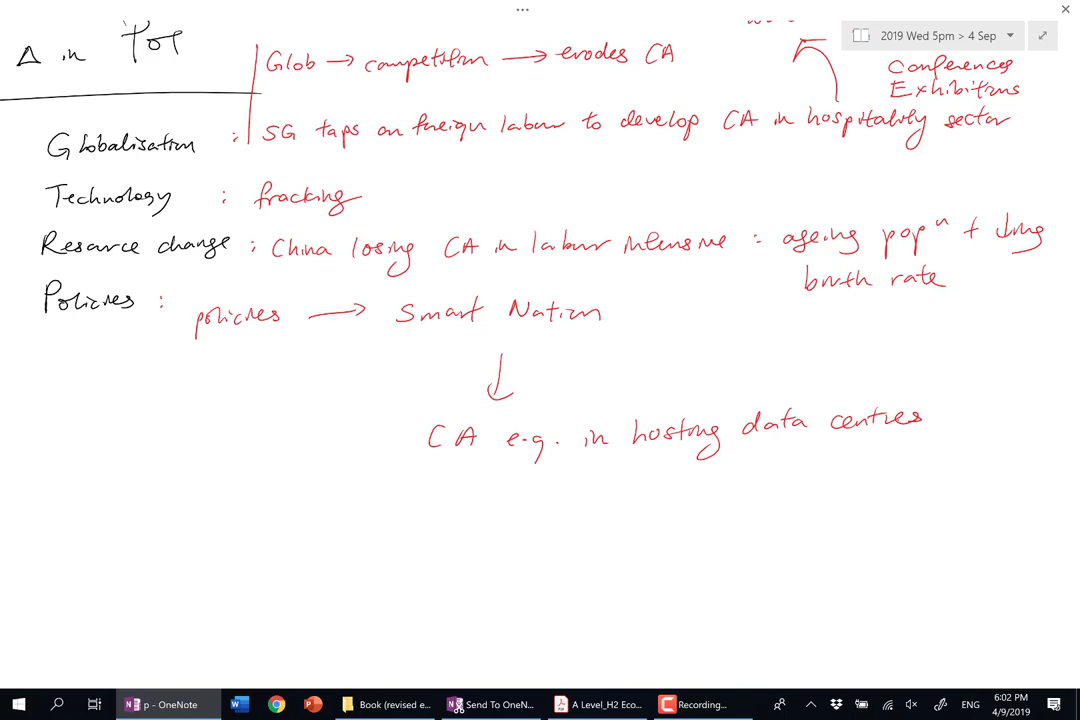 2019 Wed 5pm > 4 Sep
Δ in TOT
Glob → competition → erodes CA
Conferences
Exhibitions
Globalisation : SG taps on foreign labour to develop CA in hospitality sector
Technology : fracking
Resource change : China losing CA in labour intensive : ageing popⁿ + ↓ing
birth rate
Policies : policies → Smart Nation
↓
CA e.g. in hosting data centres
p - OneNote
Book (revised e...
Send To OneN...
A Level_H2 Eco...
Recording...
ENG
6:02 PM
4/9/2019